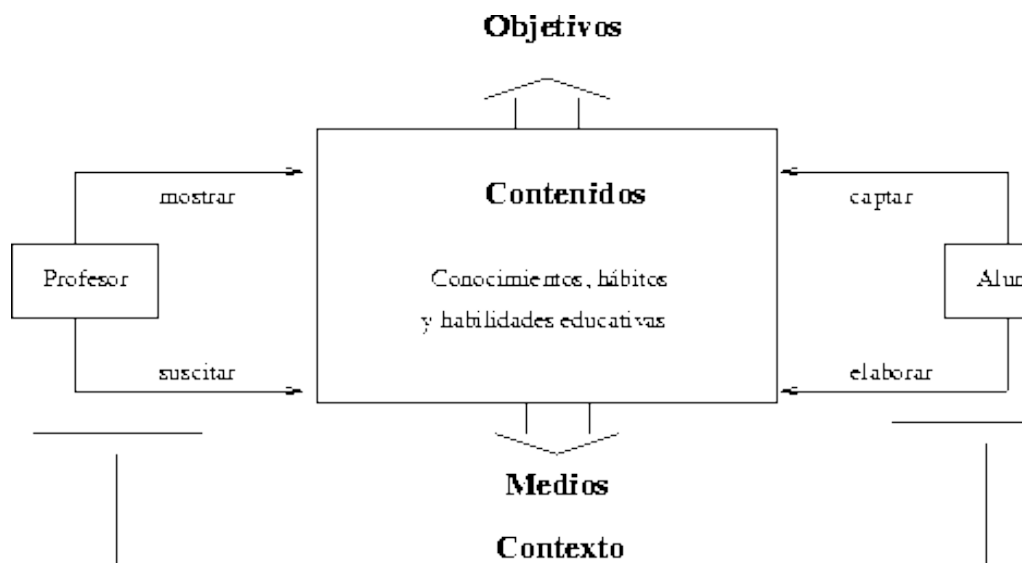 Objetivos
mostrar
Contenidos
captar
Profesor
Conocimientos, hábitos
y habilidades educativas
suscitar
elaborar
Medios
Contexto